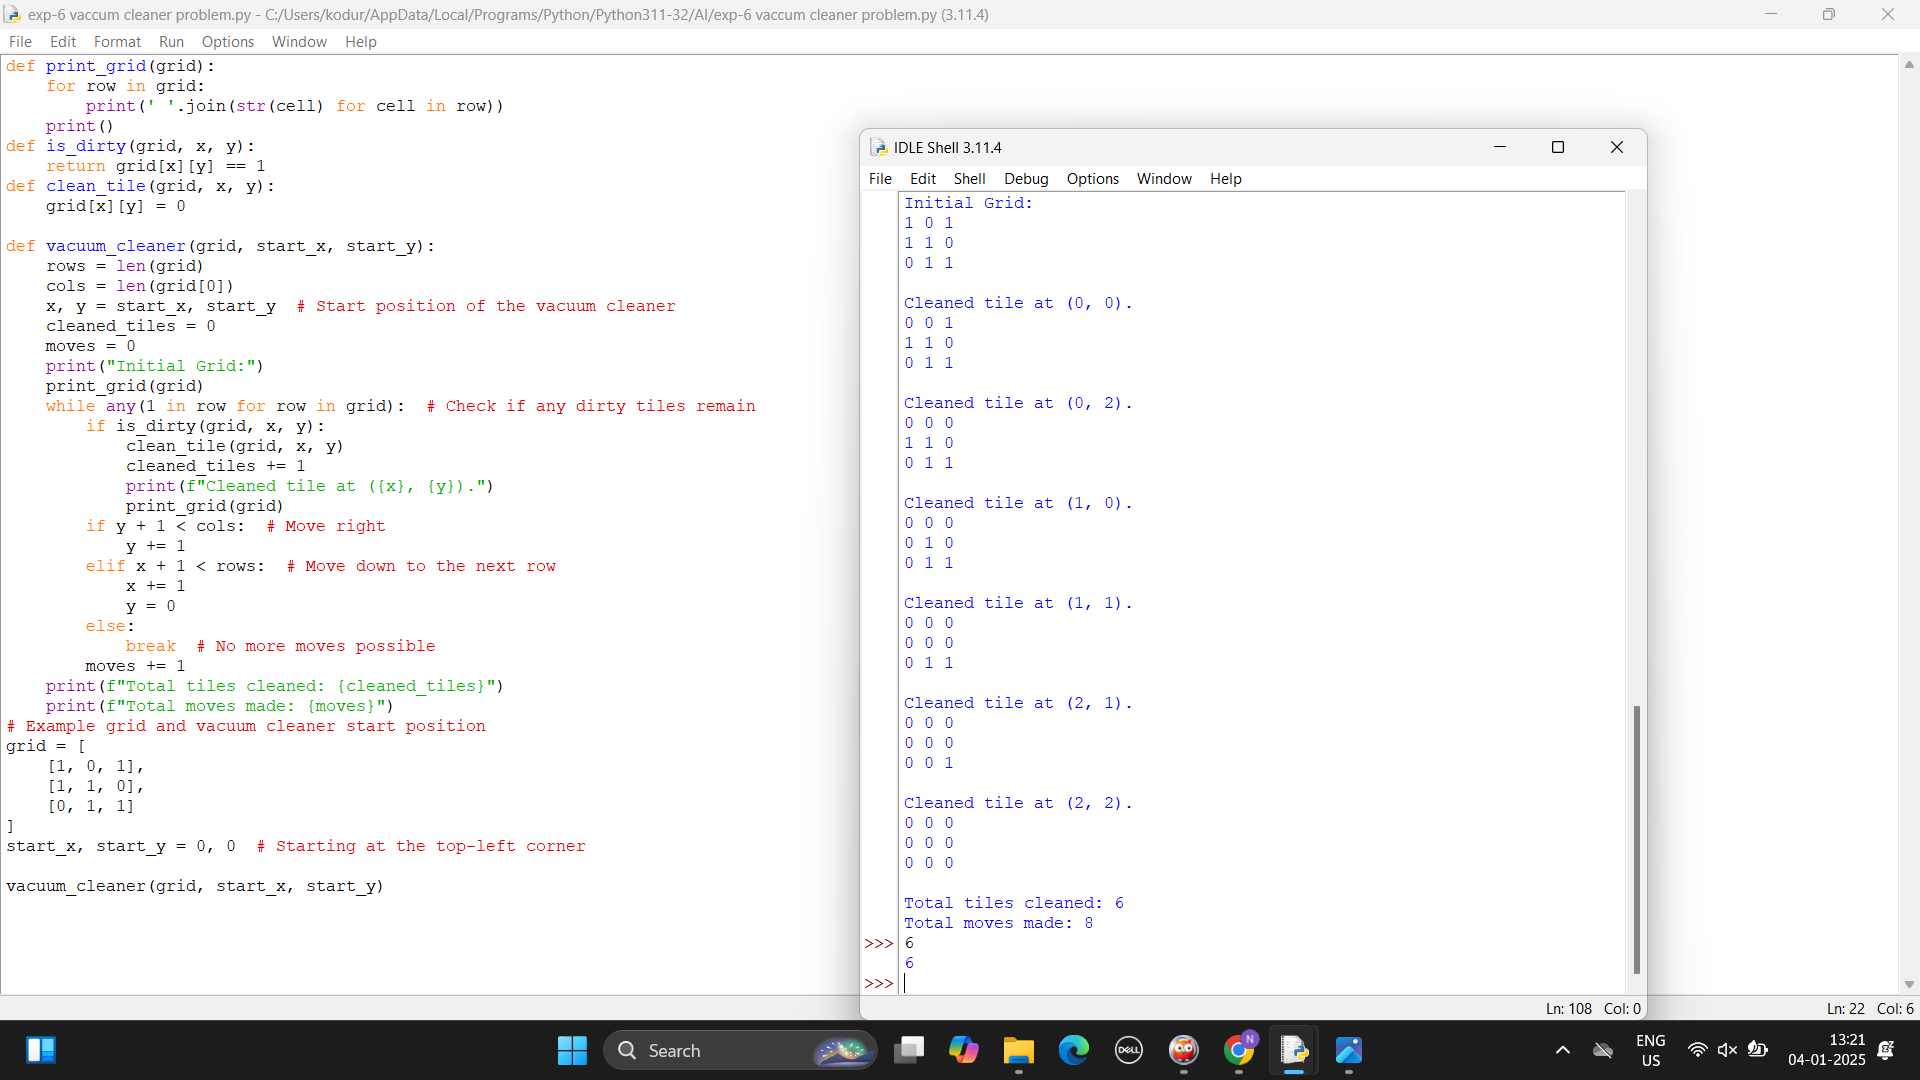 exp-6 vaccum cleaner problem.py - C:/Users/kodur/AppData/Local/Programs/Python/Python311-32/AI/exp-6 vaccum cleaner problem.py (3.11.4)
File Edit Format Run Options Window Help
def print_grid(grid):
    for row in grid:
        print(' '.join(str(cell) for cell in row))
    print()
def is_dirty(grid, x, y):
    return grid[x][y] == 1
def clean_tile(grid, x, y):
    grid[x][y] = 0
def vacuum_cleaner(grid, start_x, start_y):
    rows = len(grid)
    cols = len(grid[0])
    x, y = start_x, start_y  # Start position of the vacuum cleaner
    cleaned_tiles = 0
    moves = 0
    print("Initial Grid:")
    print_grid(grid)
    while any(1 in row for row in grid):  # Check if any dirty tiles remain
        if is_dirty(grid, x, y):
            clean_tile(grid, x, y)
            cleaned_tiles += 1
            print(f"Cleaned tile at ({x}, {y}).")
            print_grid(grid)
        if y + 1 < cols:  # Move right
            y += 1
        elif x + 1 < rows:  # Move down to the next row
            x += 1
            y = 0
        else:
            break  # No more moves possible
        moves += 1
    print(f"Total tiles cleaned: {cleaned_tiles}")
    print(f"Total moves made: {moves}")
# Example grid and vacuum cleaner start position
grid = [
    [1, 0, 1],
    [1, 1, 0],
    [0, 1, 1]
]
start_x, start_y = 0, 0  # Starting at the top-left corner
vacuum_cleaner(grid, start_x, start_y)
IDLE Shell 3.11.4
File Edit Shell Debug Options Window Help
Initial Grid:
1 0 1
1 1 0
0 1 1
Cleaned tile at (0, 0).
0 0 1
1 1 0
0 1 1
Cleaned tile at (0, 2).
0 0 0
1 1 0
0 1 1
Cleaned tile at (1, 0).
0 0 0
0 1 0
0 1 1
Cleaned tile at (1, 1).
0 0 0
0 0 0
0 1 1
Cleaned tile at (2, 1).
0 0 0
0 0 0
0 0 1
Cleaned tile at (2, 2).
0 0 0
0 0 0
0 0 0
Total tiles cleaned: 6
Total moves made: 8
>>> 6
6
>>>
Ln: 108 Col: 0
Ln: 22 Col: 6
Search
DELL
N
ENG
US
13:21
04-01-2025